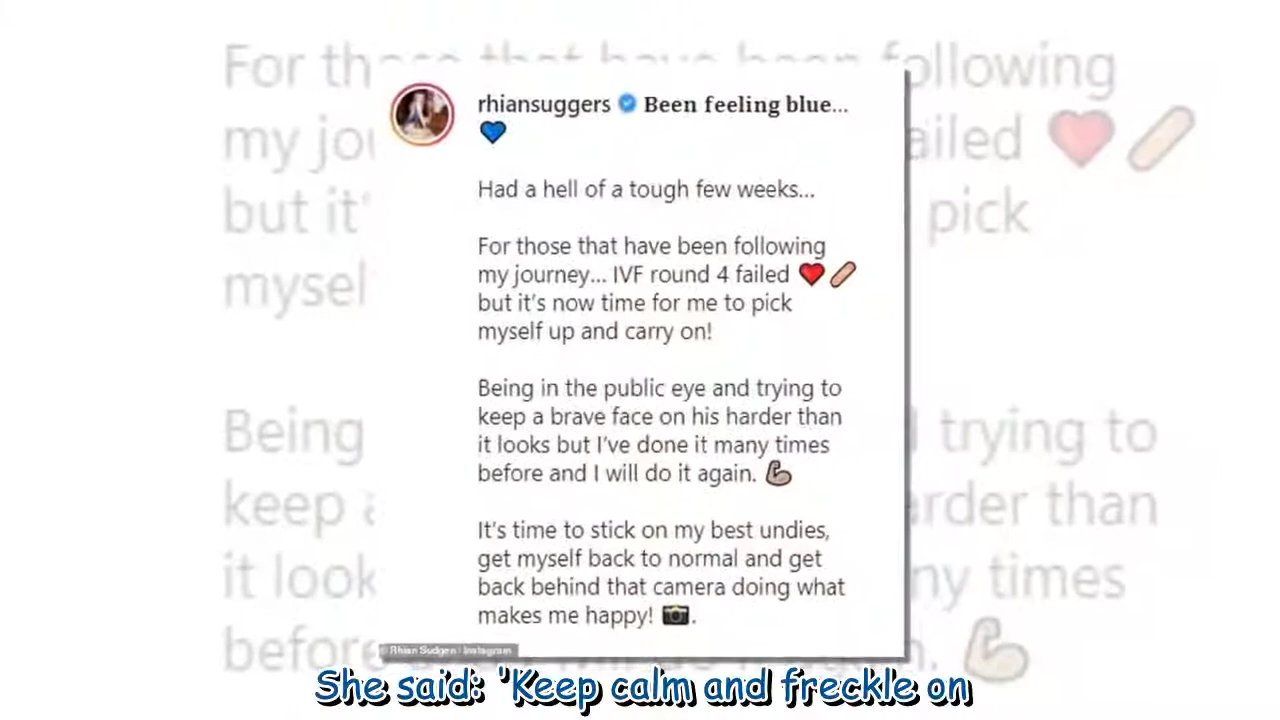 rhiansuggers Been feeling blue...
💙
Had a hell of a tough few weeks...
For those that have been following
my journey... IVF round 4 failed ❤️🩹
but it's now time for me to pick
myself up and carry on!
Being in the public eye and trying to
keep a brave face on his harder than
it looks but I've done it many times
before and I will do it again. 💪
It's time to stick on my best undies,
get myself back to normal and get
back behind that camera doing what
makes me happy! 📸.
© Rhian Sugden | Instagram
She said: 'Keep calm and freckle on